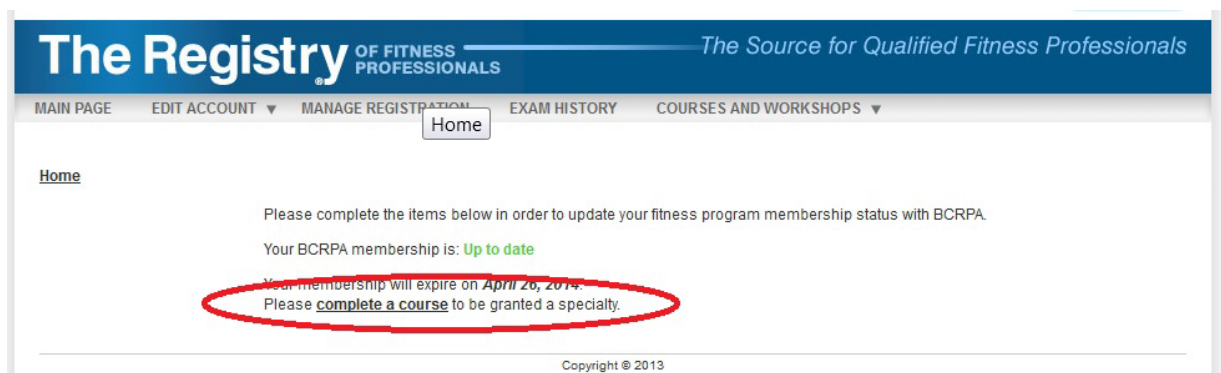 The Registry OF FITNESS PROFESSIONALS
The Source for Qualified Fitness Professionals
MAIN PAGE EDIT ACCOUNT ▼ MANAGE REGISTRATION EXAM HISTORY COURSES AND WORKSHOPS ▼
Home
Home
Please complete the items below in order to update your fitness program membership status with BCRPA.
Your BCRPA membership is: Up to date
Your membership will expire on April 26, 2014.
Please complete a course to be granted a specialty.
Copyright © 2013